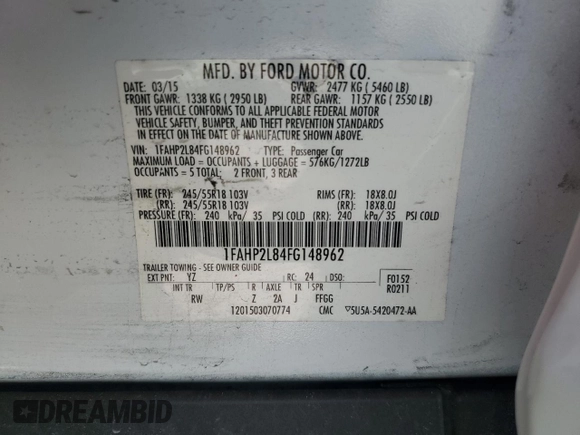 MFD. BY FORD MOTOR CO.
DATE: 03/15 GVWR: 2477 KG ( 5460 LB)
FRONT GAWR: 1338 KG ( 2950 LB) REAR GAWR: 1157 KG ( 2550 LB)
THIS VEHICLE CONFORMS TO ALL APPLICABLE FEDERAL MOTOR
VEHICLE SAFETY, BUMPER, AND THEFT PREVENTION STANDARDS
IN EFFECT ON THE DATE OF MANUFACTURE SHOWN ABOVE.
VIN: 1FAHP2L84FG148962 TYPE: Passenger Car
MAXIMUM LOAD = OCCUPANTS + LUGGAGE = 576KG/1272LB
OCCUPANTS = 5 TOTAL: 2 FRONT, 3 REAR
TIRE (FR): 245/55R18 103V RIMS (FR): 18X8.0J
(RR): 245/55R18 103V (RR): 18X8.0J
PRESSURE (FR): 240 kPa/ 35 PSI COLD (RR): 240 kPa/ 35 PSI COLD
1FAHP2L84FG148962
TRAILER TOWING - SEE OWNER GUIDE
EXT PNT: YZ RC: 24 DSO: F0152
INT TR TP/PS R AXLE TR SPR R0211
RW Z 2A J FFGG
1201503070774 CMC 5U5A-5420472-AA
DREAMBID